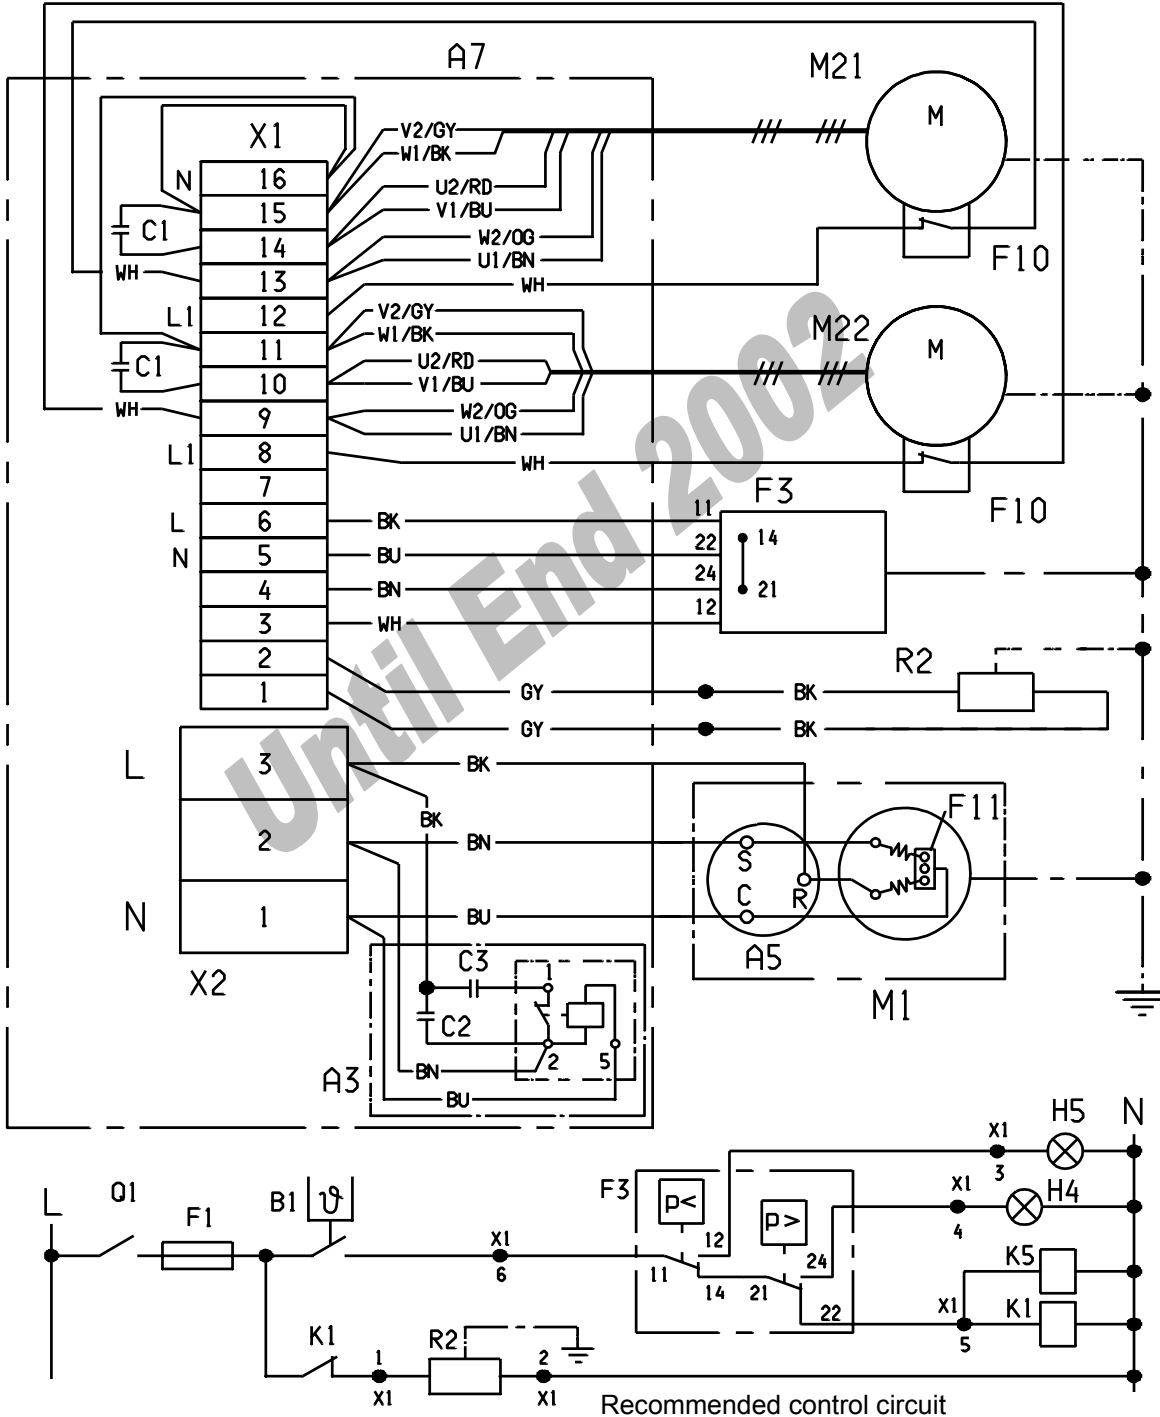 A7
M21
M
X1
V2/GY
W1/BK
N 16
U2/RD
15
C1
V1/BU
14
W2/OG
U1/BN
F10
WH 13
WH
L1 12
V2/GY
M22
W1/BK
11
M
C1
U2/RD
10
V1/BU
WH 9
W2/OG
U1/BN
L1 8
WH
7
F3
F10
L 6
BK
11
22
14
N 5
BU
24
4
BN
21
12
3
WH
R2
2
GY
BK
1
GY
BK
Until End 2002
L 3
BK
BK
F11
2
BN
S
C
R
N 1
BU
A5
X2
C3
1
M1
C2
2
5
BN
A3
BU
H5
N
X1
3
Q1
F3
X1
H4
L
B1
ϑ
P<
4
F1
P>
X1
12
24
K5
6
11
14
21
22
X1
K1
5
K1
1
R2
2
X1
X1
Recommended control circuit